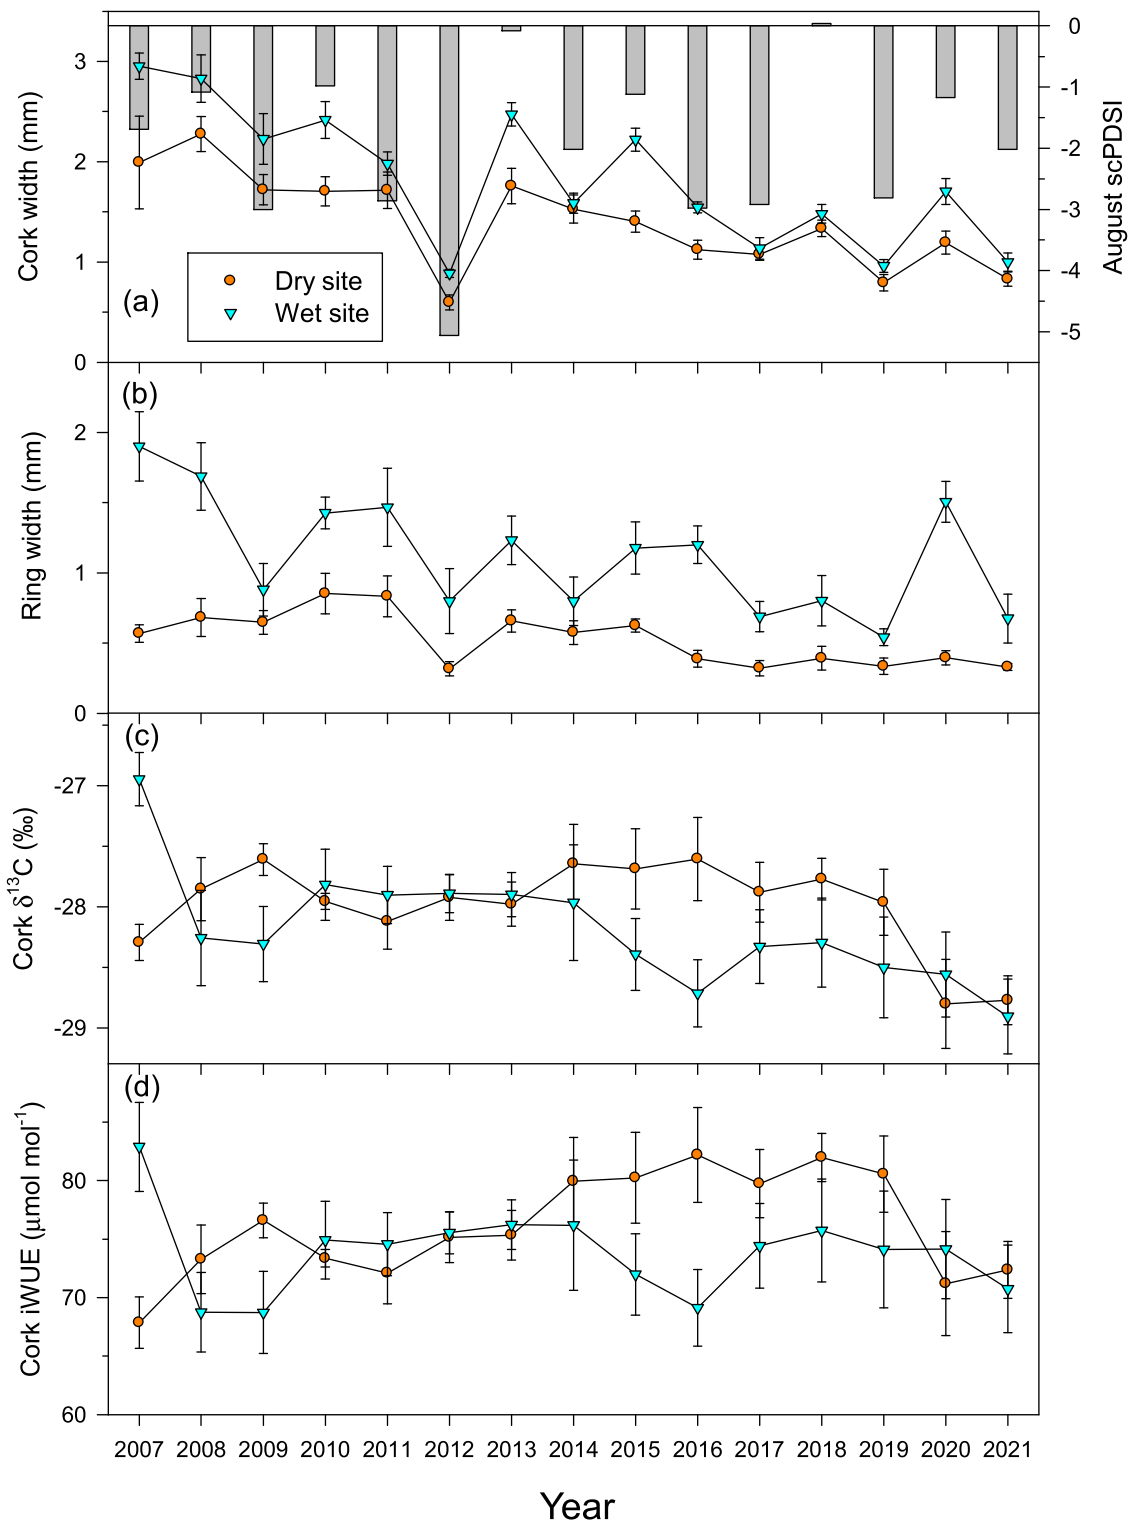 Cork width (mm)
3
2
1
0
(a)
Dry site
Wet site
0
-1
-2
-3
-4
-5
August scPDSI
(b)
Ring width (mm)
2
1
0
(c)
Cork δ¹³C (‰)
-27
-28
-29
(d)
Cork iWUE (μmol mol⁻¹)
80
70
60
2007 2008 2009 2010 2011 2012 2013 2014 2015 2016 2017 2018 2019 2020 2021
Year